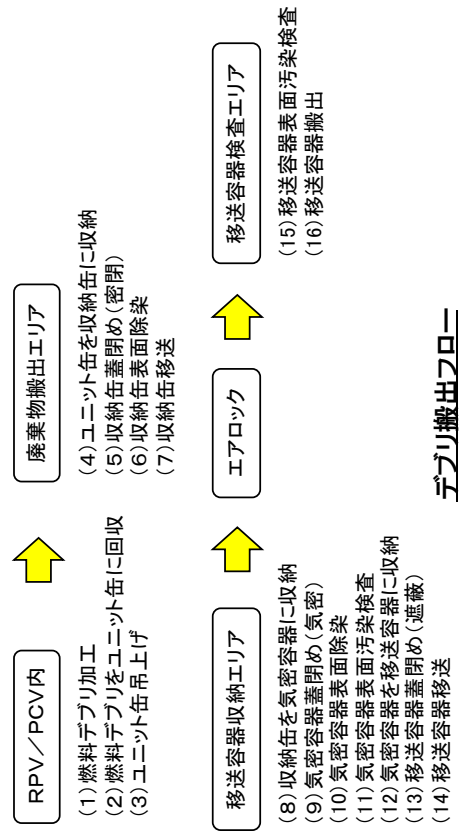 RPV/PCV内
(1)燃料デブリ加工
(2)燃料デブリをユニット缶に回収
(3)ユニット缶吊上げ
廃棄物搬出エリア
(4)ユニット缶を収納缶に収納
(5)収納缶蓋閉め(密閉)
(6)収納缶表面除染
(7)収納缶移送
移送容器収納エリア
(8)収納缶を気密容器に収納
(9)気密容器蓋閉め(気密)
(10)気密容器表面除染
(11)気密容器表面汚染検査
(12)気密容器を移送容器に収納
(13)移送容器蓋閉め(遮蔽)
(14)移送容器移送
エアロック
移送容器検査エリア
(15)移送容器表面汚染検査
(16)移送容器搬出
デブリ搬出フロー